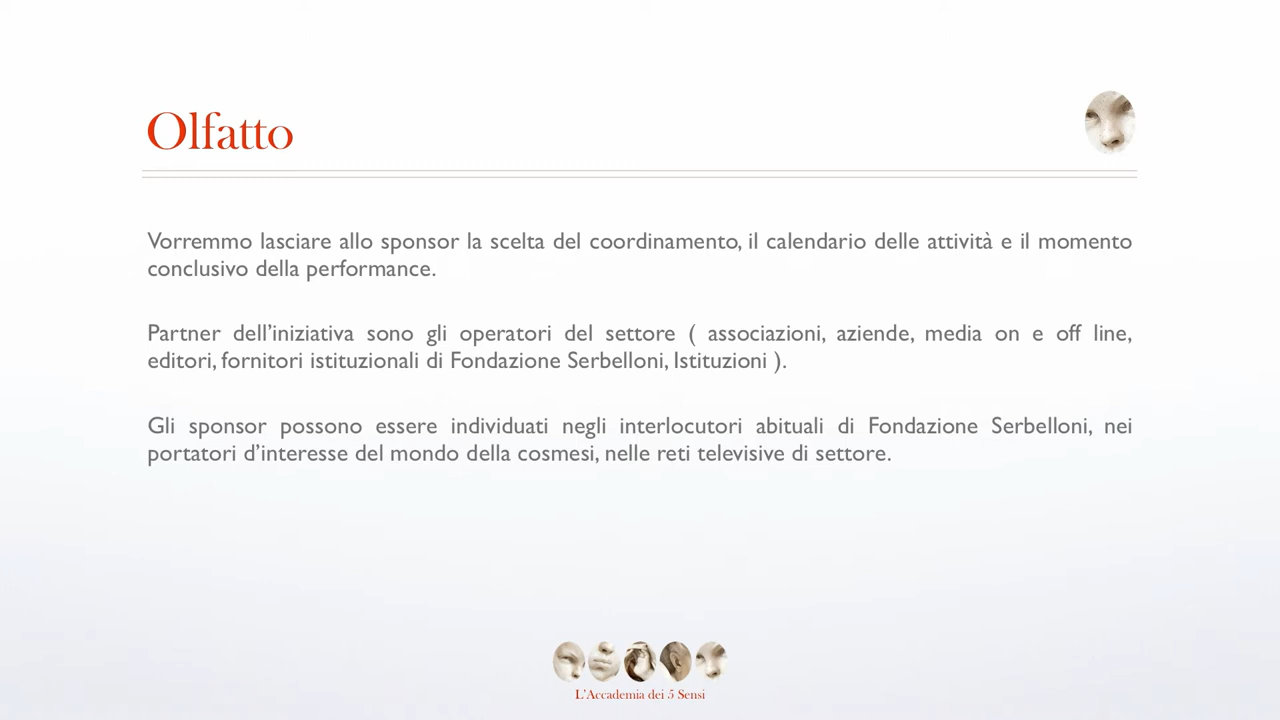 Olfatto
Vorremmo lasciare allo sponsor la scelta del coordinamento, il calendario delle attività e il momento
conclusivo della performance.
Partner dell’iniziativa sono gli operatori del settore ( associazioni, aziende, media on e off line,
editori, fornitori istituzionali di Fondazione Serbelloni, Istituzioni ).
Gli sponsor possono essere individuati negli interlocutori abituali di Fondazione Serbelloni, nei
portatori d’interesse del mondo della cosmesi, nelle reti televisive di settore.
L’Accademia dei 5 Sensi